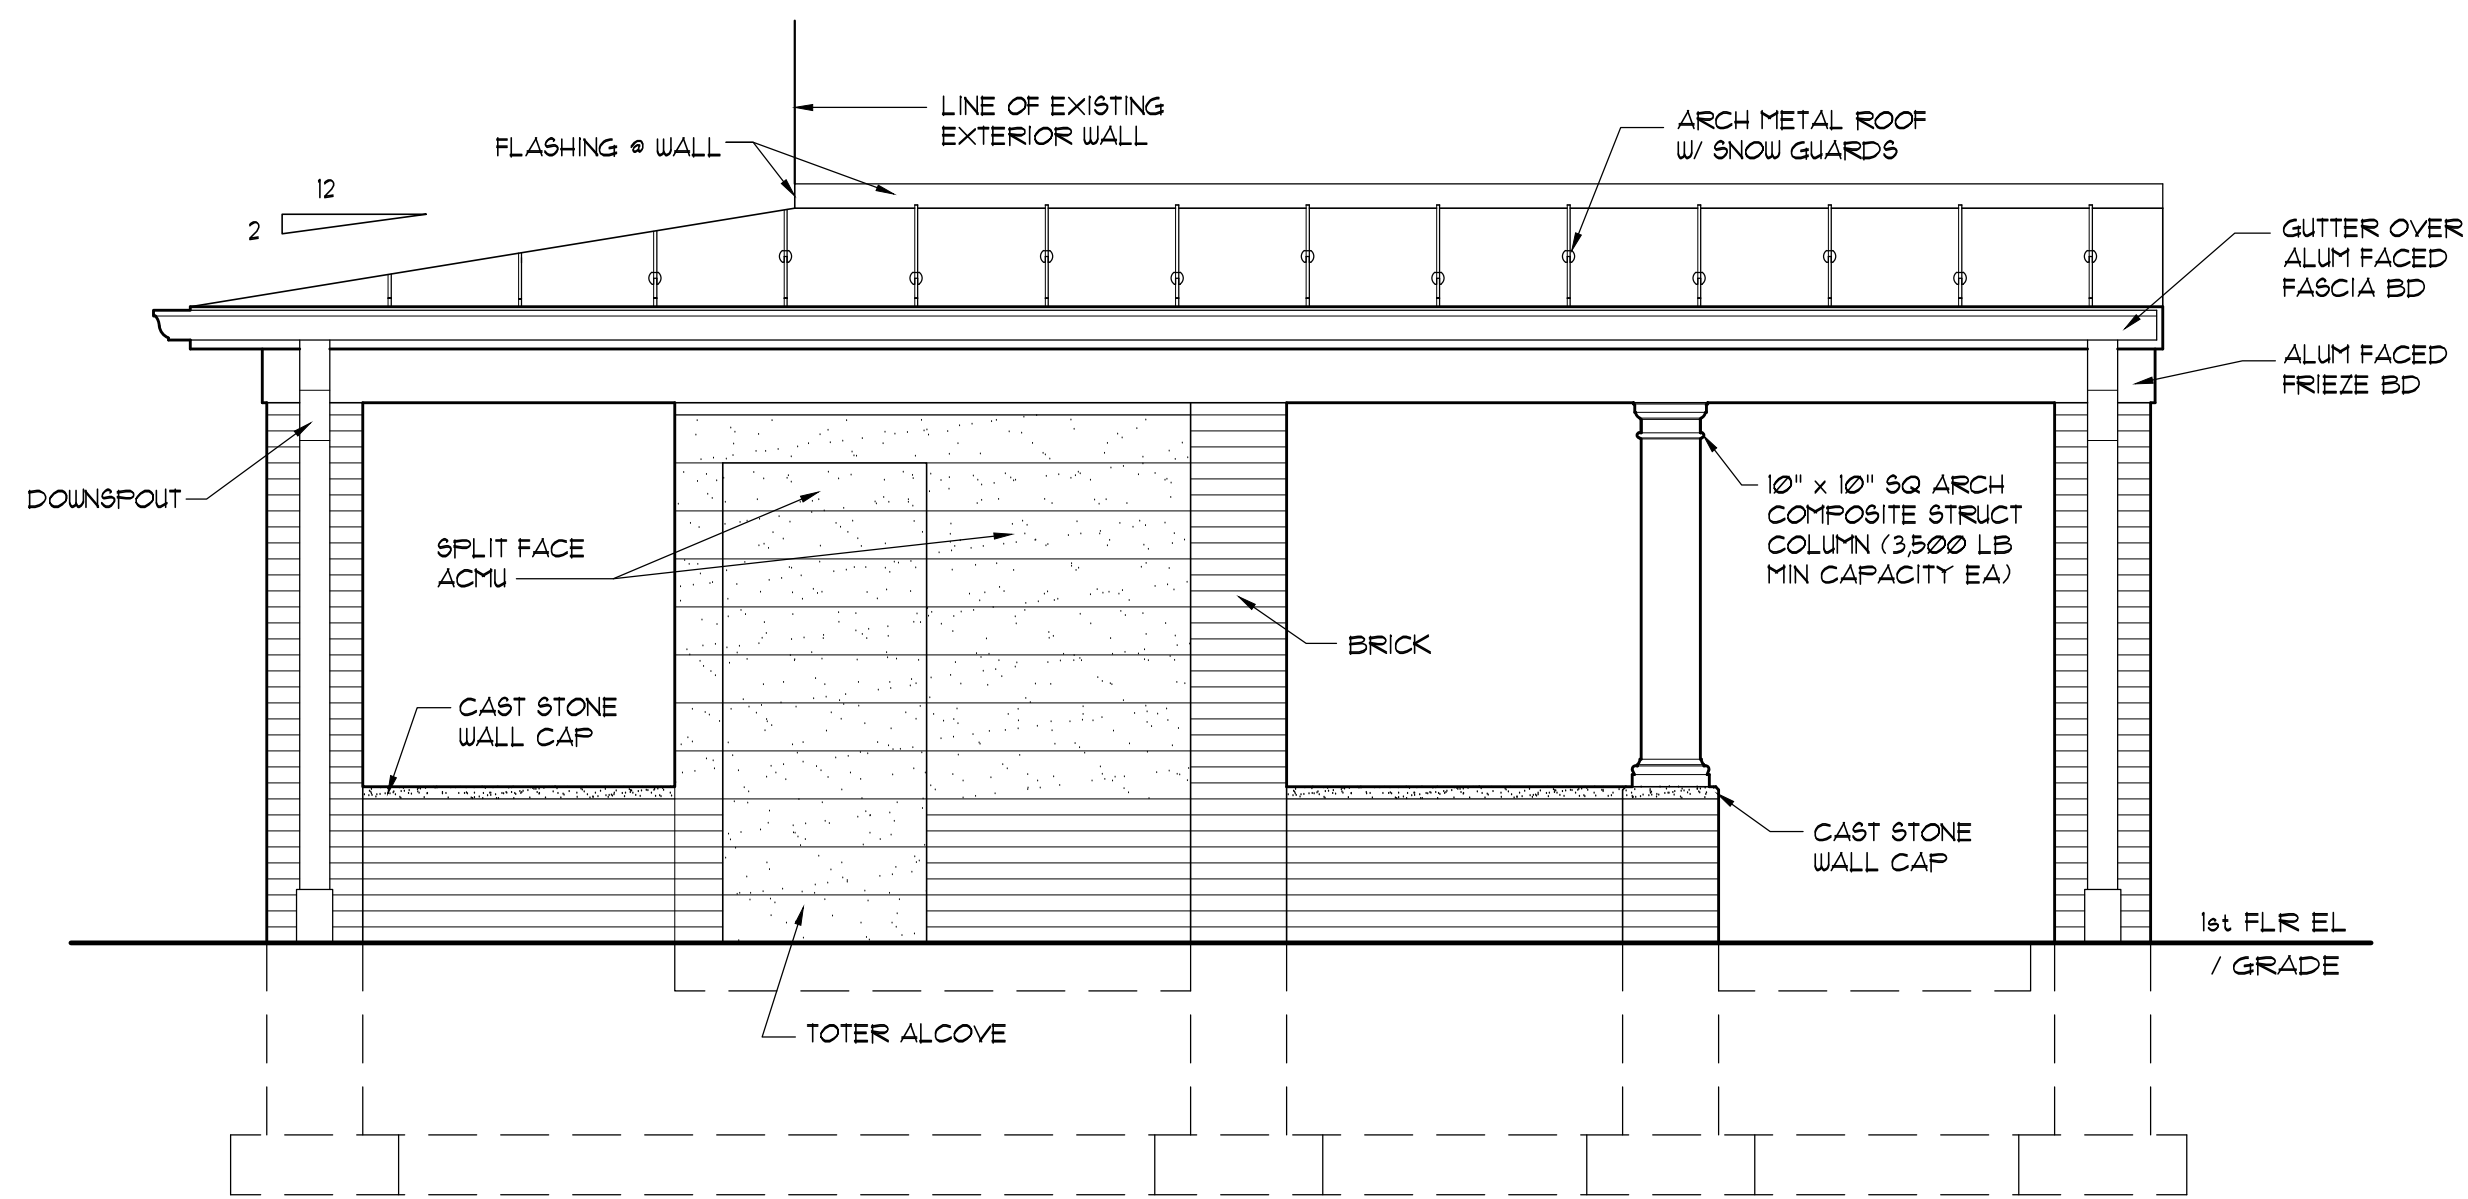 LINE OF EXISTING
EXTERIOR WALL
ARCH METAL ROOF
W/ SNOW GUARDS
FLASHING @ WALL
12
2
GUTTER OVER
ALUM FACED
FASCIA BD
ALUM FACED
FRIEZE BD
DOWNSPOUT
10" x 10" SQ ARCH
COMPOSITE STRUCT
COLUMN (3,500 LB
MIN CAPACITY EA)
SPLIT FACE
ACMU
BRICK
CAST STONE
WALL CAP
CAST STONE
WALL CAP
1st FLR EL
/ GRADE
TOTER ALCOVE